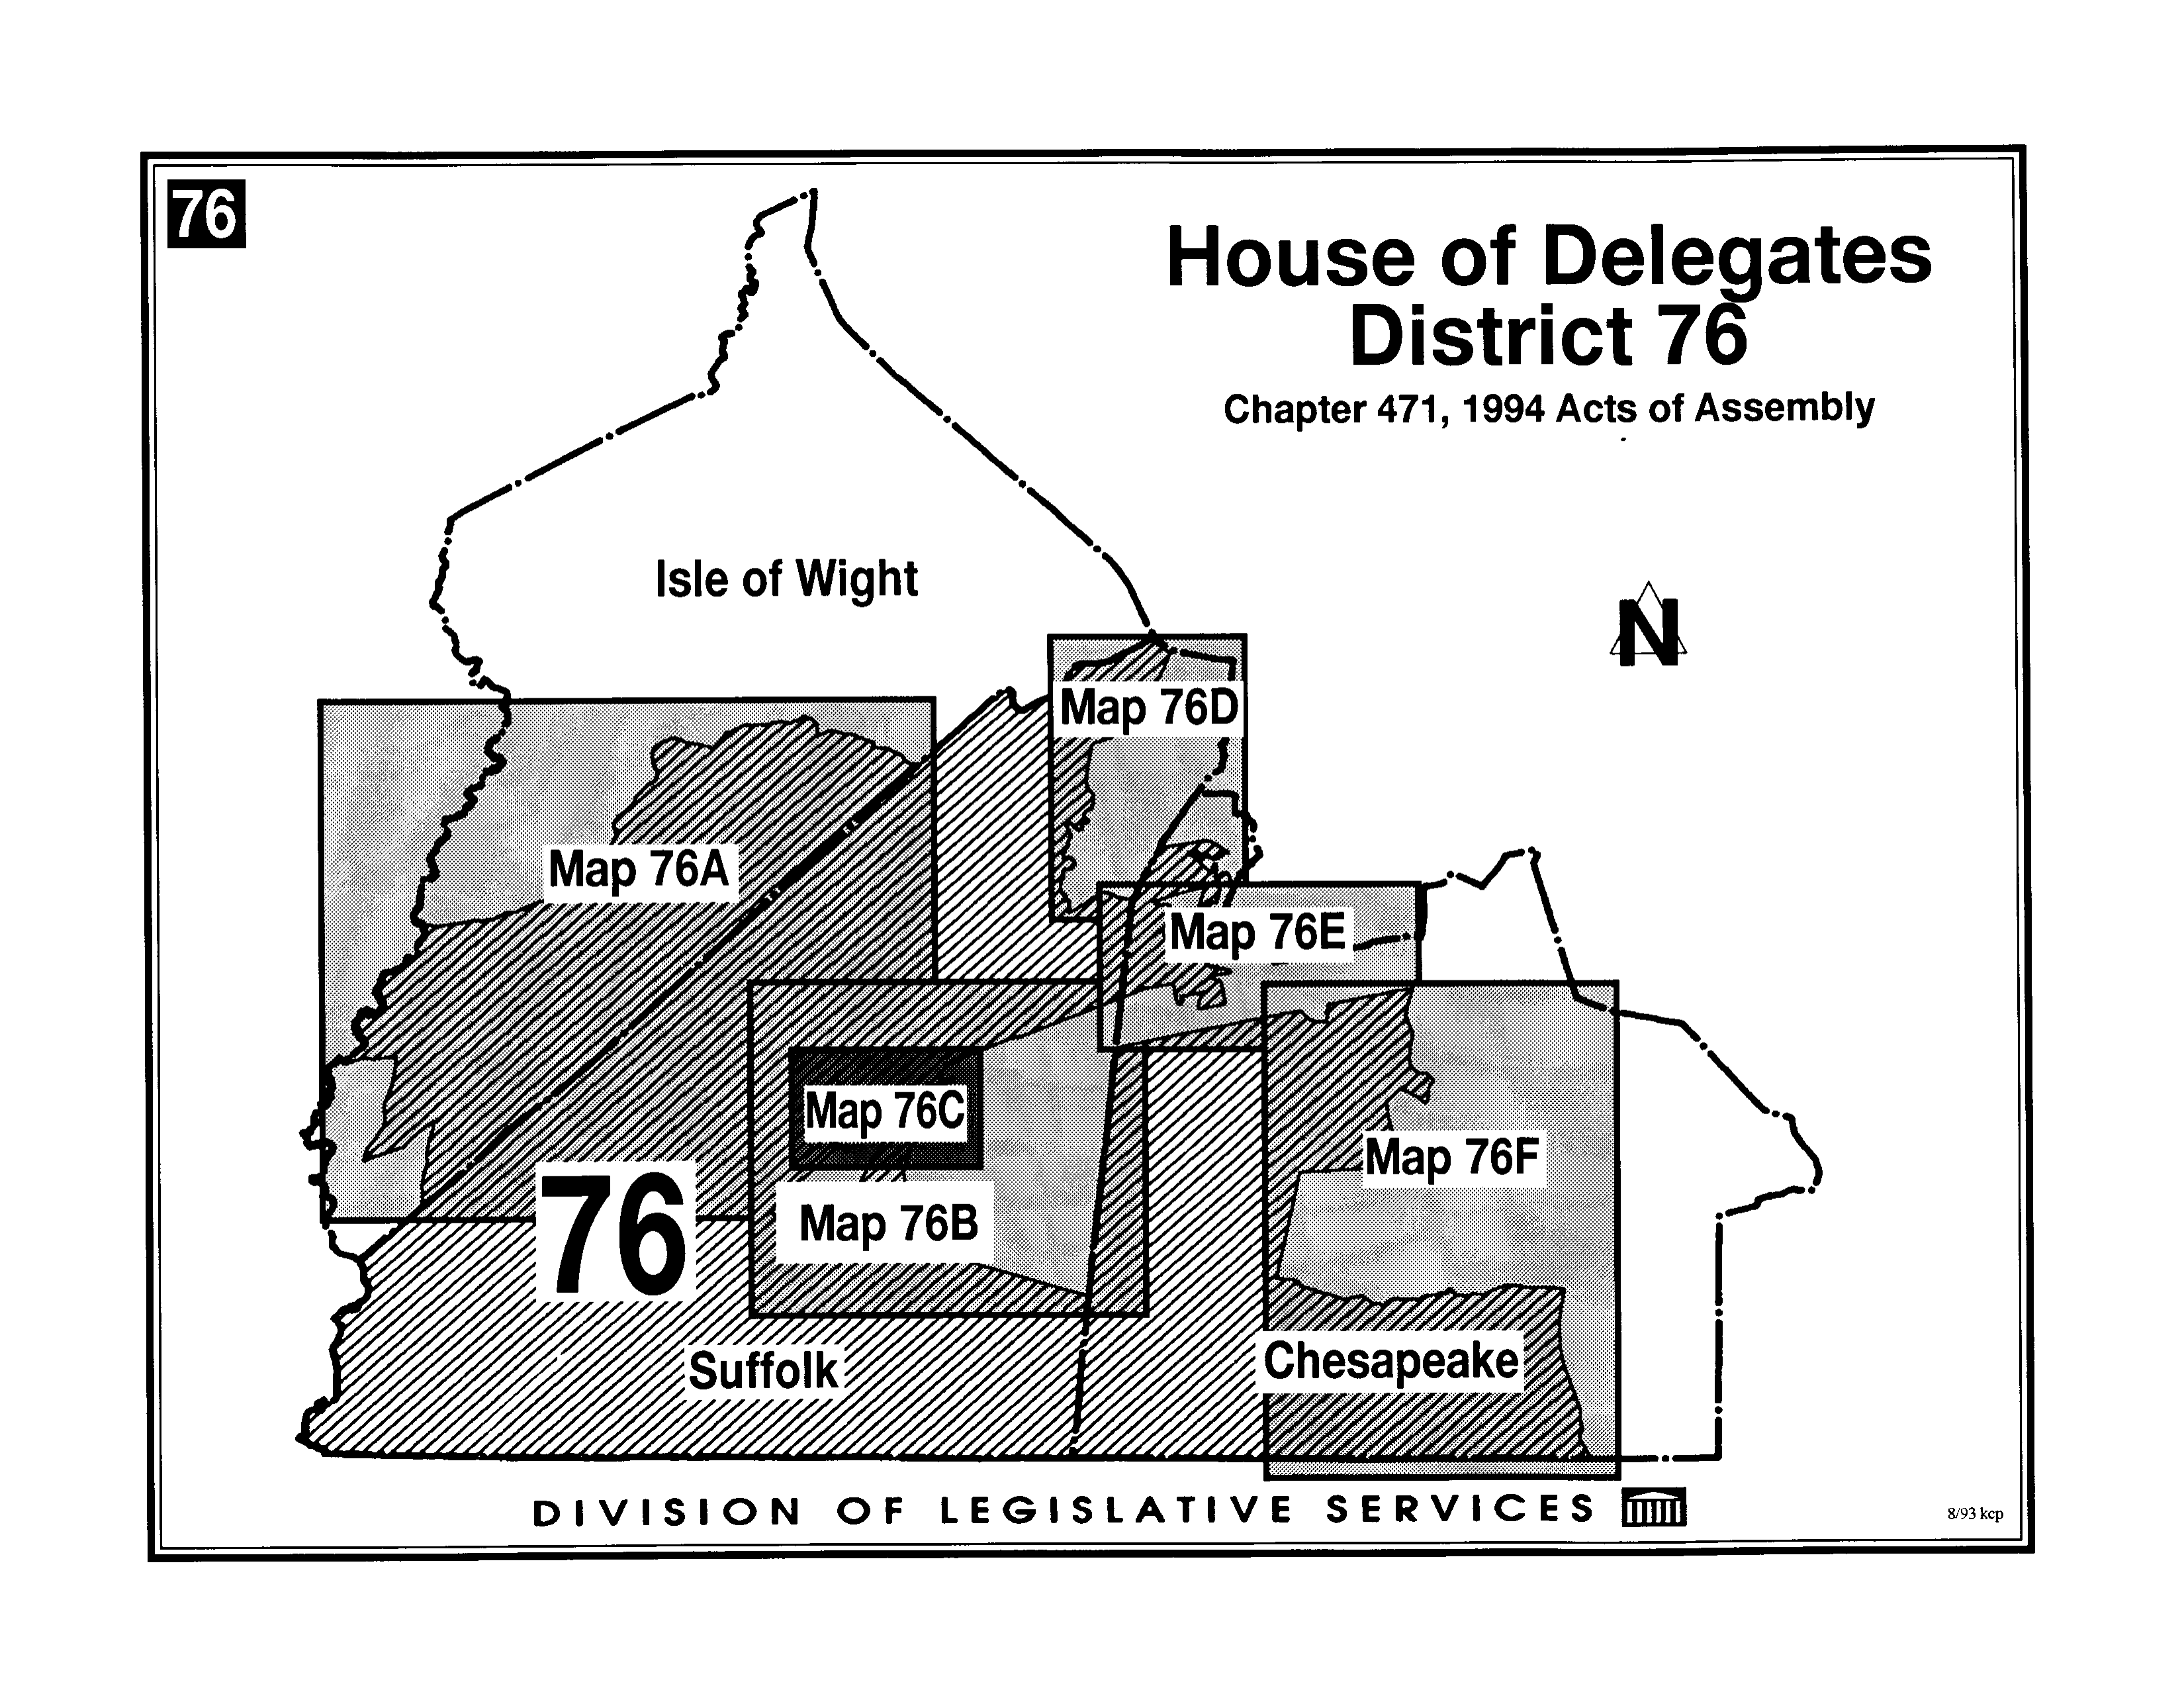 76
House of Delegates
District 76
Chapter 471, 1994 Acts of Assembly
Isle of Wight
N
Map 76D
Map 76A
Map 76E
Map 76C
Map 76F
76
Map 76B
Suffolk
Chesapeake
DIVISION OF LEGISLATIVE SERVICES
8/93 kcp